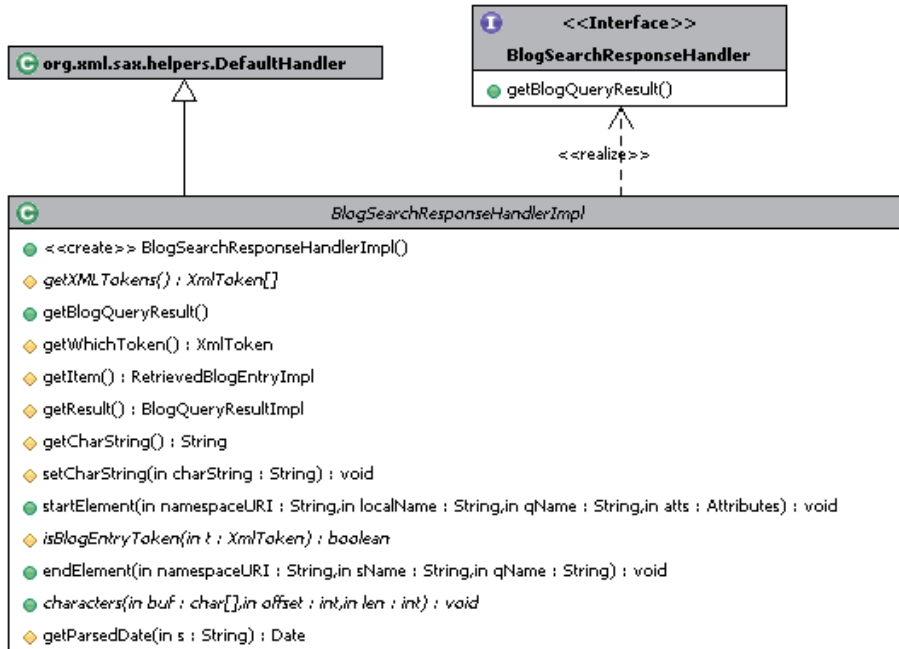 C org.xml.sax.helpers.DefaultHandler
I <<Interface>>
BlogSearchResponseHandler
getBlogQueryResult()
<<realize>>
C BlogSearchResponseHandlerImpl
<<create>> BlogSearchResponseHandlerImpl()
getXMLTokens() : XmlToken[]
getBlogQueryResult()
getWhichToken() : XmlToken
getItem() : RetrievedBlogEntryImpl
getResult() : BlogQueryResultImpl
getCharString() : String
setCharString(in charString : String) : void
startElement(in namespaceURI : String,in localName : String,in qName : String,in atts : Attributes) : void
isBlogEntryToken(in t : XmlToken) : boolean
endElement(in namespaceURI : String,in sName : String,in qName : String) : void
characters(in buf : char[],in offset : int,in len : int) : void
getParsedDate(in s : String) : Date